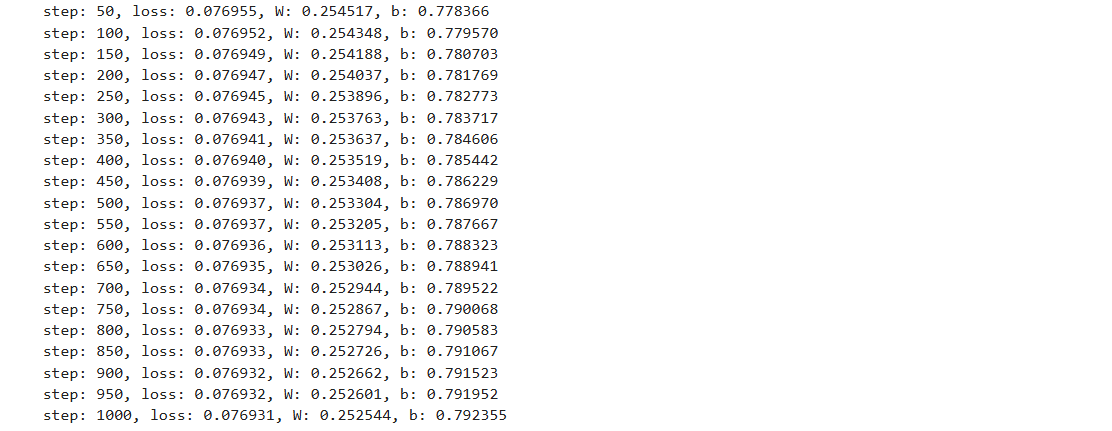 step: 50, loss: 0.076955, W: 0.254517, b: 0.778366
step: 100, loss: 0.076952, W: 0.254348, b: 0.779570
step: 150, loss: 0.076949, W: 0.254188, b: 0.780703
step: 200, loss: 0.076947, W: 0.254037, b: 0.781769
step: 250, loss: 0.076945, W: 0.253896, b: 0.782773
step: 300, loss: 0.076943, W: 0.253763, b: 0.783717
step: 350, loss: 0.076941, W: 0.253637, b: 0.784606
step: 400, loss: 0.076940, W: 0.253519, b: 0.785442
step: 450, loss: 0.076939, W: 0.253408, b: 0.786229
step: 500, loss: 0.076937, W: 0.253304, b: 0.786970
step: 550, loss: 0.076937, W: 0.253205, b: 0.787667
step: 600, loss: 0.076936, W: 0.253113, b: 0.788323
step: 650, loss: 0.076935, W: 0.253026, b: 0.788941
step: 700, loss: 0.076934, W: 0.252944, b: 0.789522
step: 750, loss: 0.076934, W: 0.252867, b: 0.790068
step: 800, loss: 0.076933, W: 0.252794, b: 0.790583
step: 850, loss: 0.076933, W: 0.252726, b: 0.791067
step: 900, loss: 0.076932, W: 0.252662, b: 0.791523
step: 950, loss: 0.076932, W: 0.252601, b: 0.791952
step: 1000, loss: 0.076931, W: 0.252544, b: 0.792355